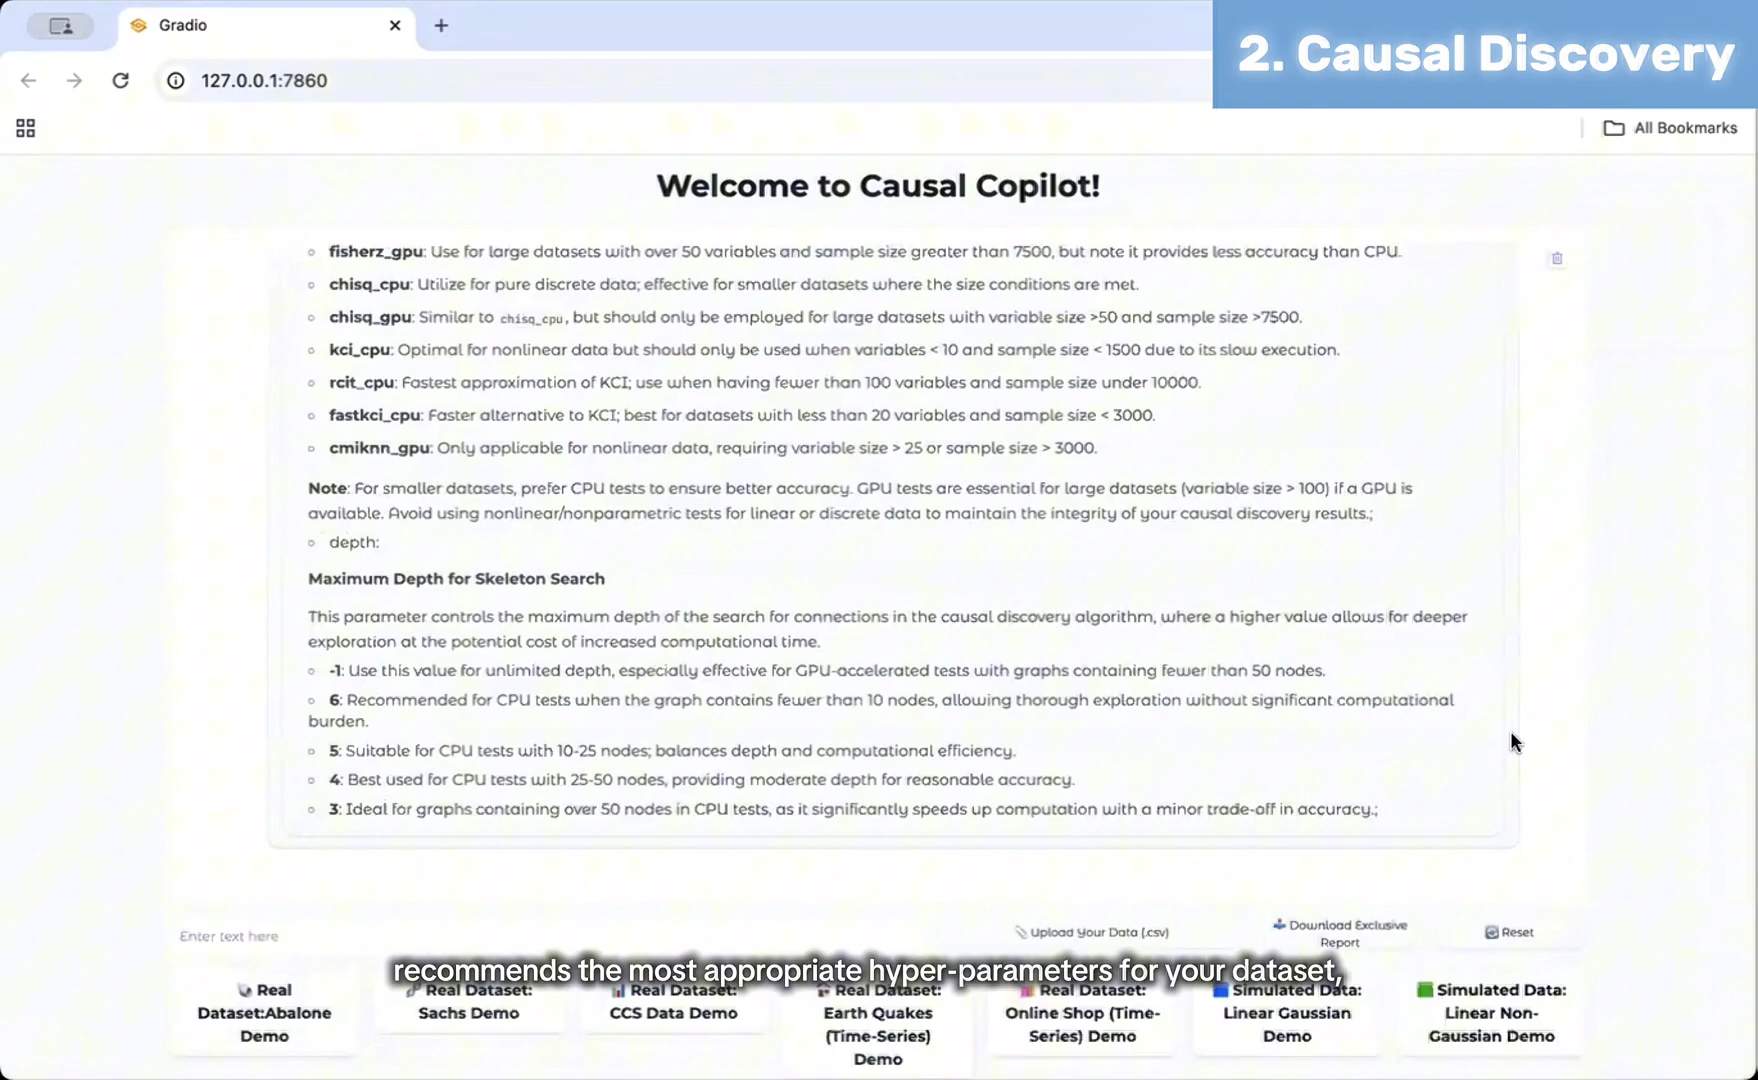 Gradio
2. Causal Discovery
127.0.0.1:7860
All Bookmarks
Welcome to Causal Copilot!
fisherz_gpu: Use for large datasets with over 50 variables and sample size greater than 7500, but note it provides less accuracy than CPU.
chisq_cpu: Utilize for pure discrete data; effective for smaller datasets where the size conditions are met.
chisq_gpu: Similar to chisq_cpu, but should only be employed for large datasets with variable size >50 and sample size >7500.
kci_cpu: Optimal for nonlinear data but should only be used when variables < 10 and sample size < 1500 due to its slow execution.
rcit_cpu: Fastest approximation of KCI; use when having fewer than 100 variables and sample size under 10000.
fastkci_cpu: Faster alternative to KCI; best for datasets with less than 20 variables and sample size < 3000.
cmiknn_gpu: Only applicable for nonlinear data, requiring variable size > 25 or sample size > 3000.
Note: For smaller datasets, prefer CPU tests to ensure better accuracy. GPU tests are essential for large datasets (variable size > 100) if a GPU is
available. Avoid using nonlinear/nonparametric tests for linear or discrete data to maintain the integrity of your causal discovery results.;
depth:
Maximum Depth for Skeleton Search
This parameter controls the maximum depth of the search for connections in the causal discovery algorithm, where a higher value allows for deeper
exploration at the potential cost of increased computational time.
-1: Use this value for unlimited depth, especially effective for GPU-accelerated tests with graphs containing fewer than 50 nodes.
6: Recommended for CPU tests when the graph contains fewer than 10 nodes, allowing thorough exploration without significant computational
burden.
5: Suitable for CPU tests with 10-25 nodes; balances depth and computational efficiency.
4: Best used for CPU tests with 25-50 nodes, providing moderate depth for reasonable accuracy.
3: Ideal for graphs containing over 50 nodes in CPU tests, as it significantly speeds up computation with a minor trade-off in accuracy.;
Enter text here
Upload Your Data (.csv)
Download Exclusive
Report
Reset
recommends the most appropriate hyper-parameters for your dataset,
Real
Dataset:Abalone
Demo
Real Dataset:
Sachs Demo
Real Dataset:
CCS Data Demo
Real Dataset:
Earth Quakes
(Time-Series)
Demo
Real Dataset:
Online Shop (Time-
Series) Demo
Simulated Data:
Linear Gaussian
Demo
Simulated Data:
Linear Non-
Gaussian Demo